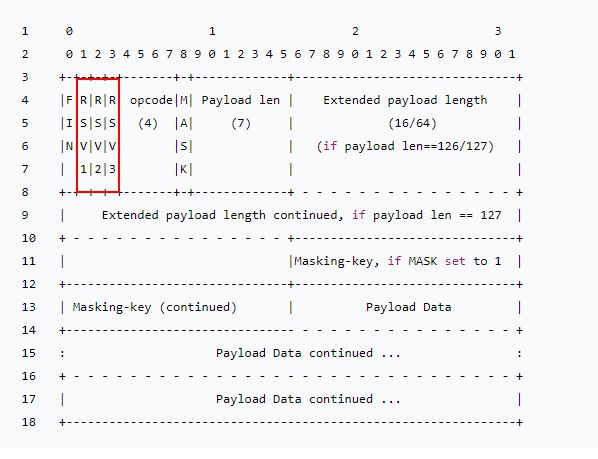 1      0                   1                   2                   3
2      0 1 2 3 4 5 6 7 8 9 0 1 2 3 4 5 6 7 8 9 0 1 2 3 4 5 6 7 8 9 0 1
3     +-+-+-+-+-------+-+-------------+-------------------------------+
4     |F|R|R|R| opcode|M| Payload len |    Extended payload length    |
5     |I|S|S|S|  (4)  |A|     (7)     |             (16/64)           |
6     |N|V|V|V|       |S|             |   (if payload len==126/127)   |
7     | |1|2|3|       |K|             |                               |
8     +-+-+-+-+-------+-+-------------+ - - - - - - - - - - - - - - - +
9     |     Extended payload length continued, if payload len == 127  |
10    + - - - - - - - - - - - - - - - +-------------------------------+
11    |                               |Masking-key, if MASK set to 1  |
12    +-------------------------------+-------------------------------+
13    | Masking-key (continued)       |          Payload Data         |
14    +-------------------------------- - - - - - - - - - - - - - - - +
15    :                     Payload Data continued ...                :
16    + - - - - - - - - - - - - - - - - - - - - - - - - - - - - - - - +
17    |                     Payload Data continued ...                |
18    +---------------------------------------------------------------+